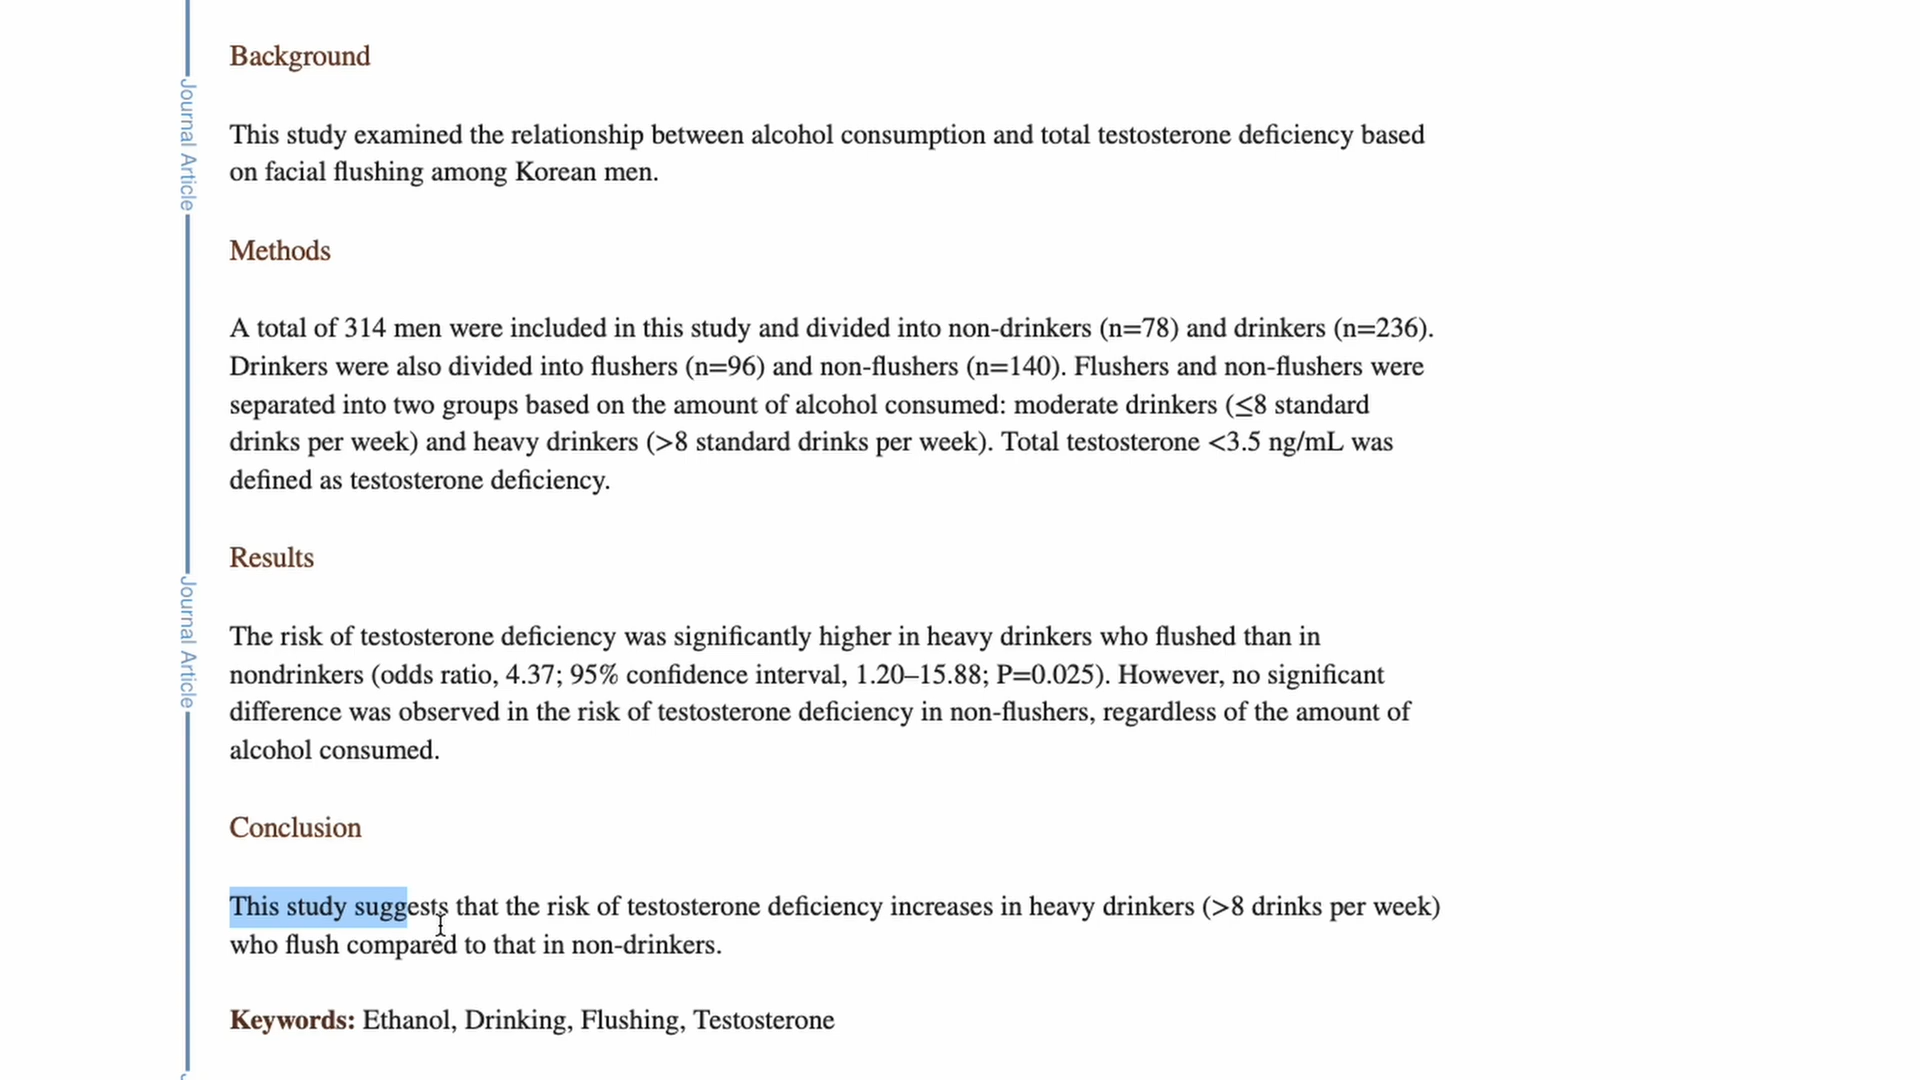 Background
This study examined the relationship between alcohol consumption and total testosterone deficiency based
on facial flushing among Korean men.
Methods
A total of 314 men were included in this study and divided into non-drinkers (n=78) and drinkers (n=236).
Drinkers were also divided into flushers (n=96) and non-flushers (n=140). Flushers and non-flushers were
separated into two groups based on the amount of alcohol consumed: moderate drinkers (≤8 standard
drinks per week) and heavy drinkers (>8 standard drinks per week). Total testosterone <3.5 ng/mL was
defined as testosterone deficiency.
Results
The risk of testosterone deficiency was significantly higher in heavy drinkers who flushed than in
nondrinkers (odds ratio, 4.37; 95% confidence interval, 1.20–15.88; P=0.025). However, no significant
difference was observed in the risk of testosterone deficiency in non-flushers, regardless of the amount of
alcohol consumed.
Conclusion
This study suggests that the risk of testosterone deficiency increases in heavy drinkers (>8 drinks per week)
who flush compared to that in non-drinkers.
Keywords: Ethanol, Drinking, Flushing, Testosterone
Journal Article
Journal Article